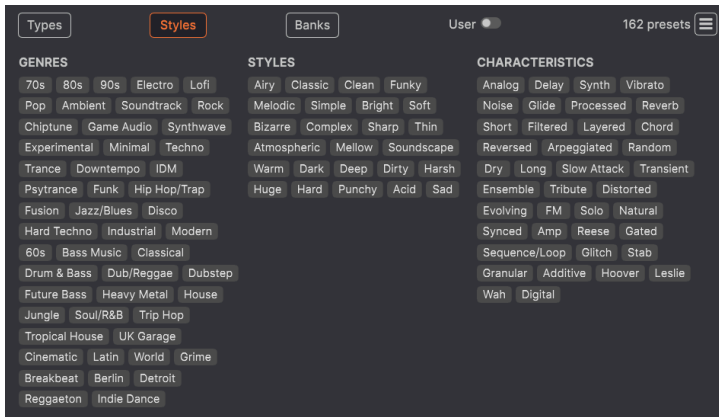 Types Styles Banks User 162 presets
GENRES
70s 80s 90s Electro Lofi
Pop Ambient Soundtrack Rock
Chiptune Game Audio Synthwave
Experimental Minimal Techno
Trance Downtempo IDM
Psytrance Funk Hip Hop/Trap
Fusion Jazz/Blues Disco
Hard Techno Industrial Modern
60s Bass Music Classical
Drum & Bass Dub/Reggae Dubstep
Future Bass Heavy Metal House
Jungle Soul/R&B Trip Hop
Tropical House UK Garage
Cinematic Latin World Grime
Breakbeat Berlin Detroit
Reggaeton Indie Dance
STYLES
Airy Classic Clean Funky
Melodic Simple Bright Soft
Bizarre Complex Sharp Thin
Atmospheric Mellow Soundscape
Warm Dark Deep Dirty Harsh
Huge Hard Punchy Acid Sad
CHARACTERISTICS
Analog Delay Synth Vibrato
Noise Glide Processed Reverb
Short Filtered Layered Chord
Reversed Arpeggiated Random
Dry Long Slow Attack Transient
Ensemble Tribute Distorted
Evolving FM Solo Natural
Synced Amp Reese Gated
Sequence/Loop Glitch Stab
Granular Additive Hoover Leslie
Wah Digital